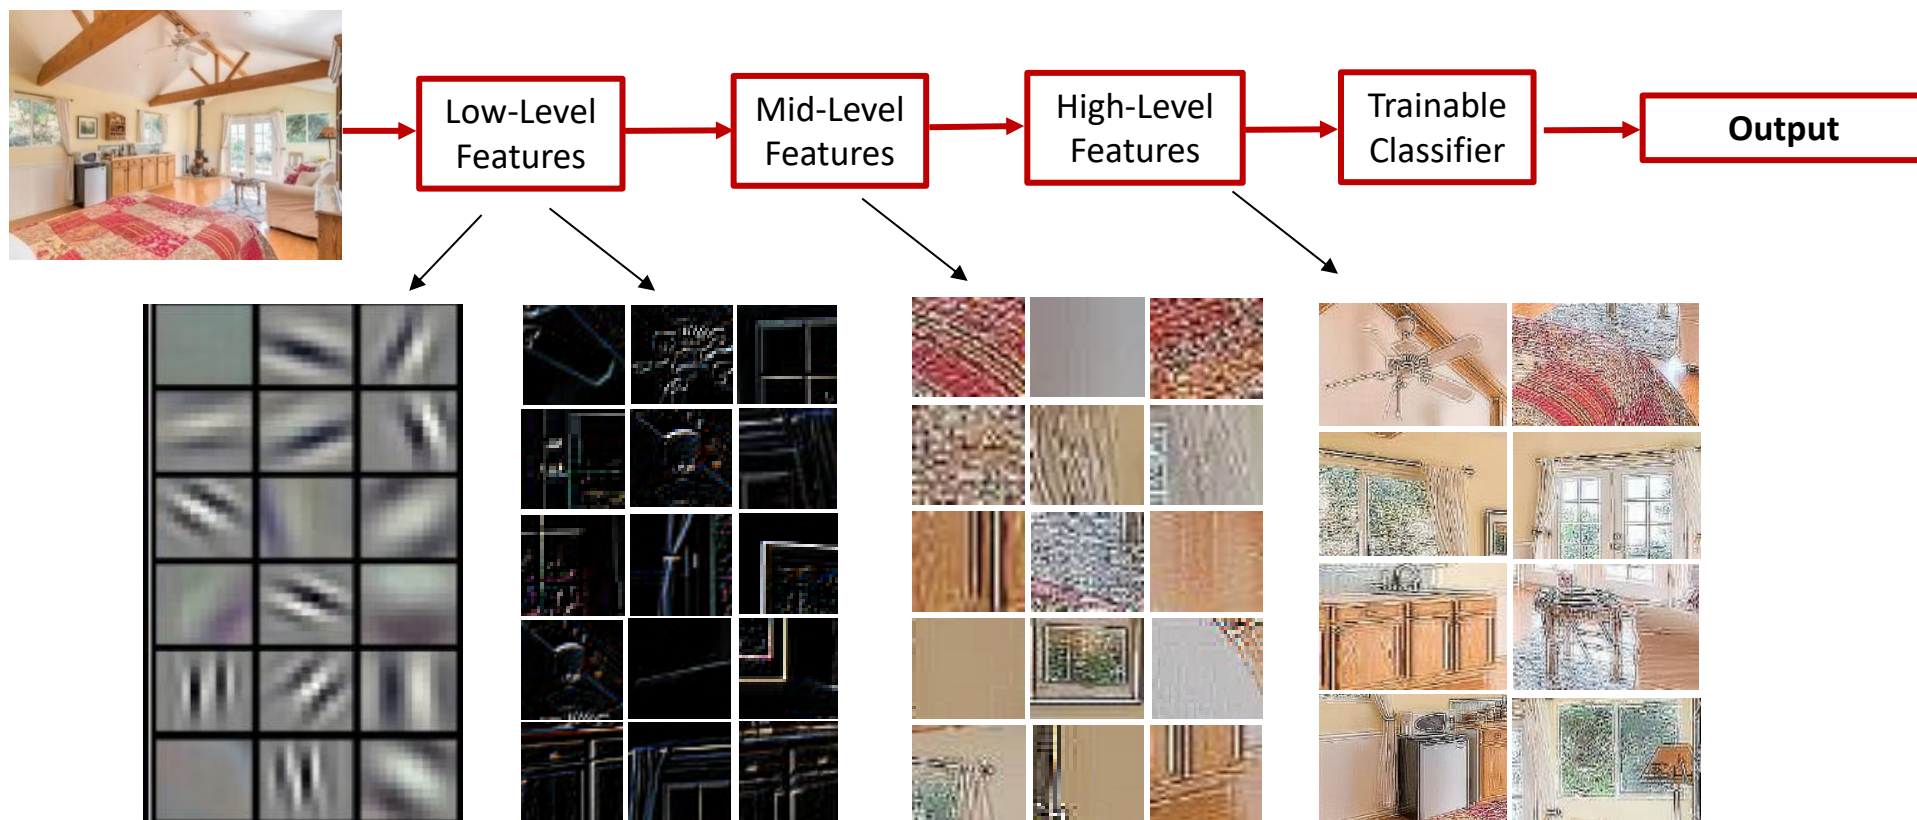 Low-Level
Features
Mid-Level
Features
High-Level
Features
Trainable
Classifier
Output